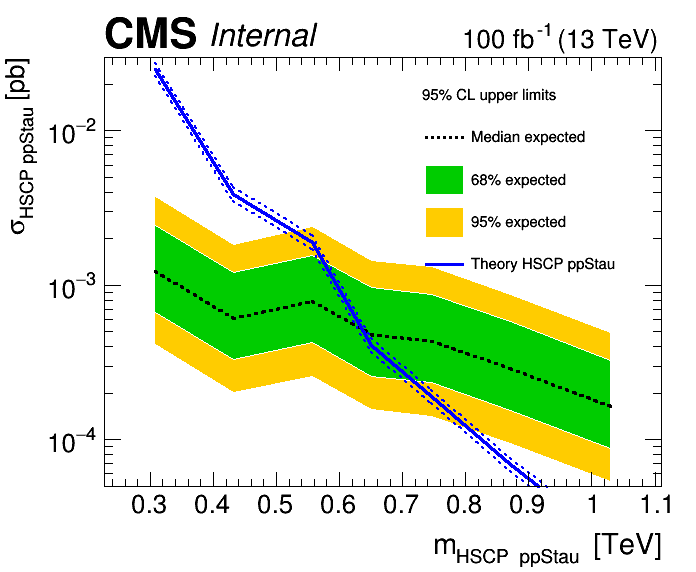 CMS Internal 100 fb⁻¹ (13 TeV)
σHSCP ppStau [pb]
95% CL upper limits
Median expected
68% expected
95% expected
Theory HSCP ppStau
10⁻²
10⁻³
10⁻⁴
0.3 0.4 0.5 0.6 0.7 0.8 0.9 1 1.1
mHSCP ppStau [TeV]